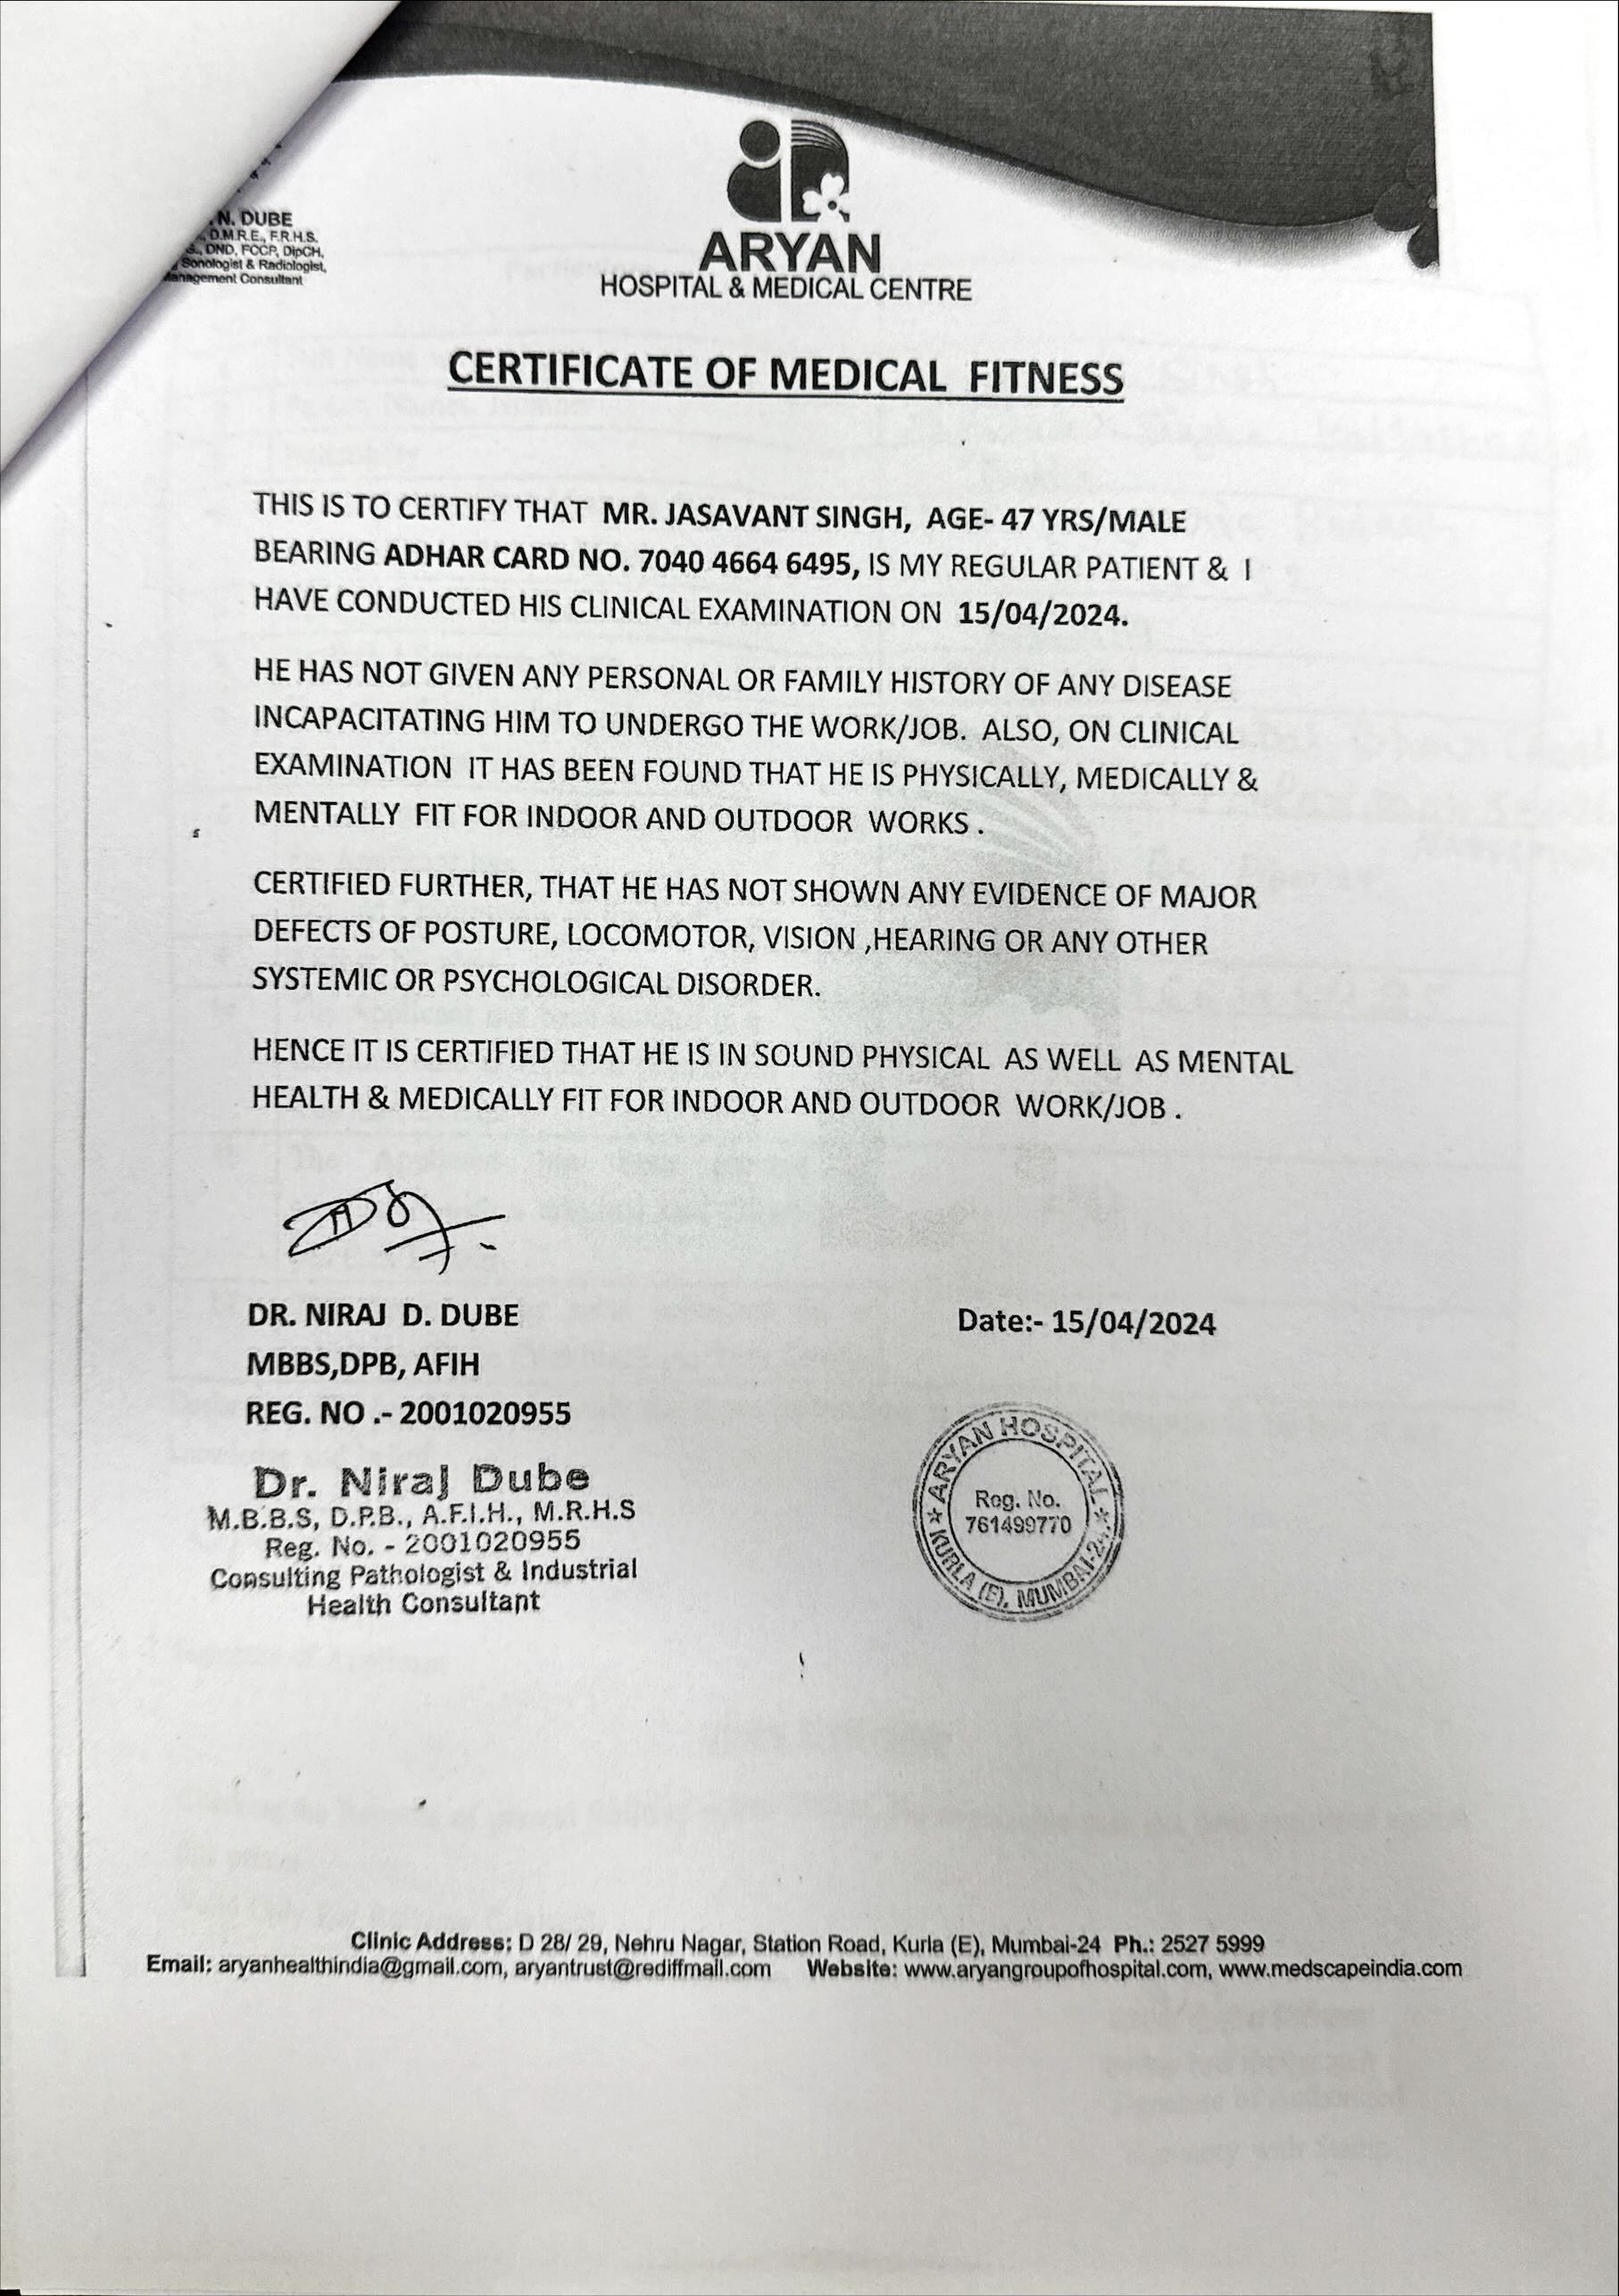 N. DUBE
D.M.R.E., F.R.H.S.
DND, FCCP, DipCH,
Sonologist & Radiologist,
Management Consultant
ARYAN
HOSPITAL & MEDICAL CENTRE
CERTIFICATE OF MEDICAL FITNESS
THIS IS TO CERTIFY THAT MR. JASAVANT SINGH, AGE- 47 YRS/MALE
BEARING ADHAR CARD NO. 7040 4664 6495, IS MY REGULAR PATIENT & I
HAVE CONDUCTED HIS CLINICAL EXAMINATION ON 15/04/2024.
HE HAS NOT GIVEN ANY PERSONAL OR FAMILY HISTORY OF ANY DISEASE
INCAPACITATING HIM TO UNDERGO THE WORK/JOB. ALSO, ON CLINICAL
EXAMINATION IT HAS BEEN FOUND THAT HE IS PHYSICALLY, MEDICALLY &
MENTALLY FIT FOR INDOOR AND OUTDOOR WORKS .
CERTIFIED FURTHER, THAT HE HAS NOT SHOWN ANY EVIDENCE OF MAJOR
DEFECTS OF POSTURE, LOCOMOTOR, VISION ,HEARING OR ANY OTHER
SYSTEMIC OR PSYCHOLOGICAL DISORDER.
HENCE IT IS CERTIFIED THAT HE IS IN SOUND PHYSICAL AS WELL AS MENTAL
HEALTH & MEDICALLY FIT FOR INDOOR AND OUTDOOR WORK/JOB .
DR. NIRAJ D. DUBE
MBBS,DPB, AFIH
REG. NO .- 2001020955
Date:- 15/04/2024
Dr. Niraj Dube
M.B.B.S, D.P.B., A.F.I.H., M.R.H.S
Reg. No. - 2001020955
Consulting Pathologist & Industrial
Health Consultant
ARYAN HOSPITAL
Reg. No.
761499770
KURLA (E), MUMBAI-24
Clinic Address: D 28/ 29, Nehru Nagar, Station Road, Kurla (E), Mumbai-24 Ph.: 2527 5999
Email: aryanhealthindia@gmail.com, aryantrust@rediffmail.com Website: www.aryangroupofhospital.com, www.medscapeindia.com